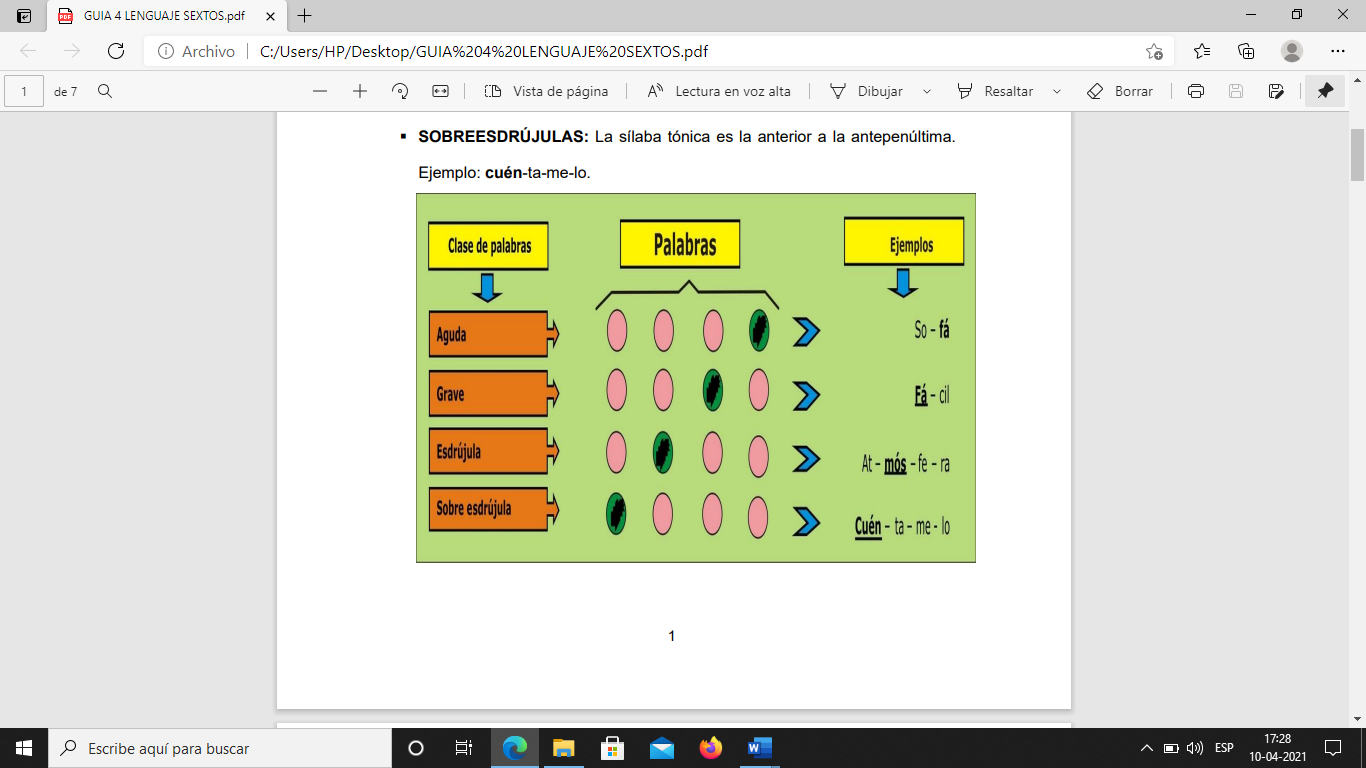 GUIA 4 LENGUAJE SEXTOS.pdf
Archivo
C:/Users/HP/Desktop/GUIA%204%20LENGUAJE%20SEXTOS.pdf
1 de 7
Vista de página
Lectura en voz alta
Dibujar
Resaltar
Borrar
SOBREESDRÚJULAS: La sílaba tónica es la anterior a la antepenúltima.
Ejemplo: cuén-ta-me-lo.
Clase de palabras
Palabras
Ejemplos
Aguda
So - fá
Grave
Fá - cil
Esdrújula
At - mós - fe - ra
Sobre esdrújula
Cuén - ta - me - lo
1
Escribe aquí para buscar
ESP
17:28
10-04-2021